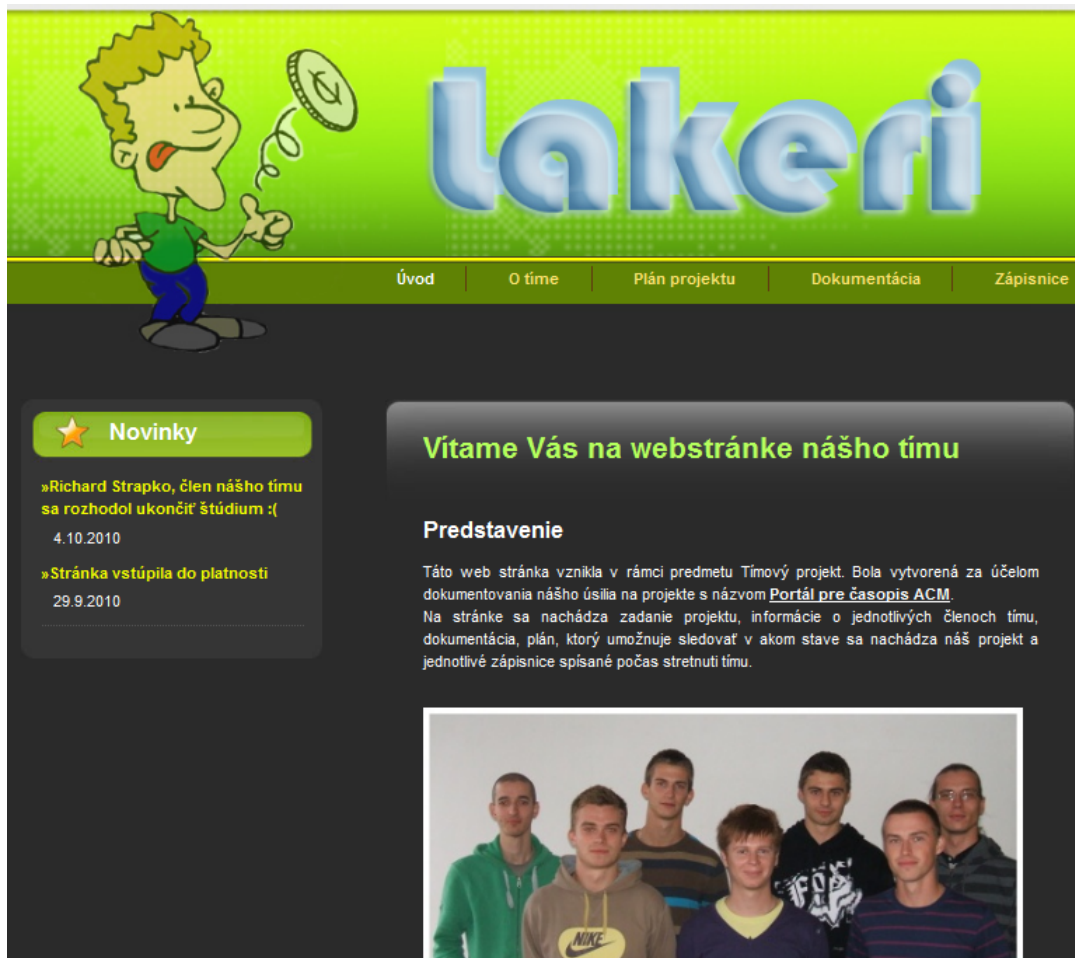 lakeri
Úvod
O tíme
Plán projektu
Dokumentácia
Zápisnice
Novinky
»Richard Strapko, člen nášho tímu
sa rozhodol ukončiť štúdium :(
4.10.2010
»Stránka vstúpila do platnosti
29.9.2010
Vítame Vás na webstránke nášho tímu
Predstavenie
Táto web stránka vznikla v rámci predmetu Tímový projekt. Bola vytvorená za účelom
dokumentovania nášho úsilia na projekte s názvom Portál pre časopis ACM.
Na stránke sa nachádza zadanie projektu, informácie o jednotlivých členoch tímu,
dokumentácia, plán, ktorý umožnuje sledovať v akom stave sa nachádza náš projekt a
jednotlivé zápisnice spísané počas stretnuti tímu.
FOX
NIKE